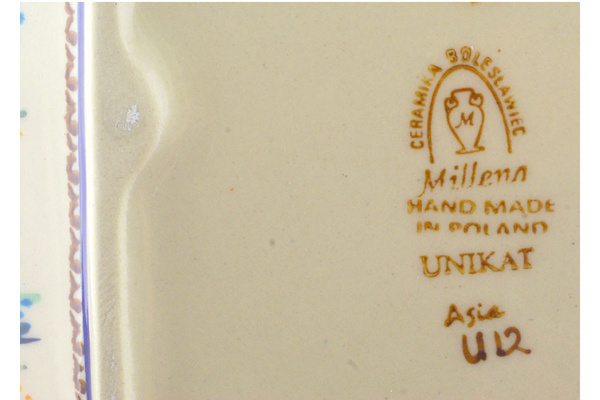 CERAMIKA BOLESŁAWIEC
M
Millena
HAND MADE
IN POLAND
UNIKAT
Asia
U12